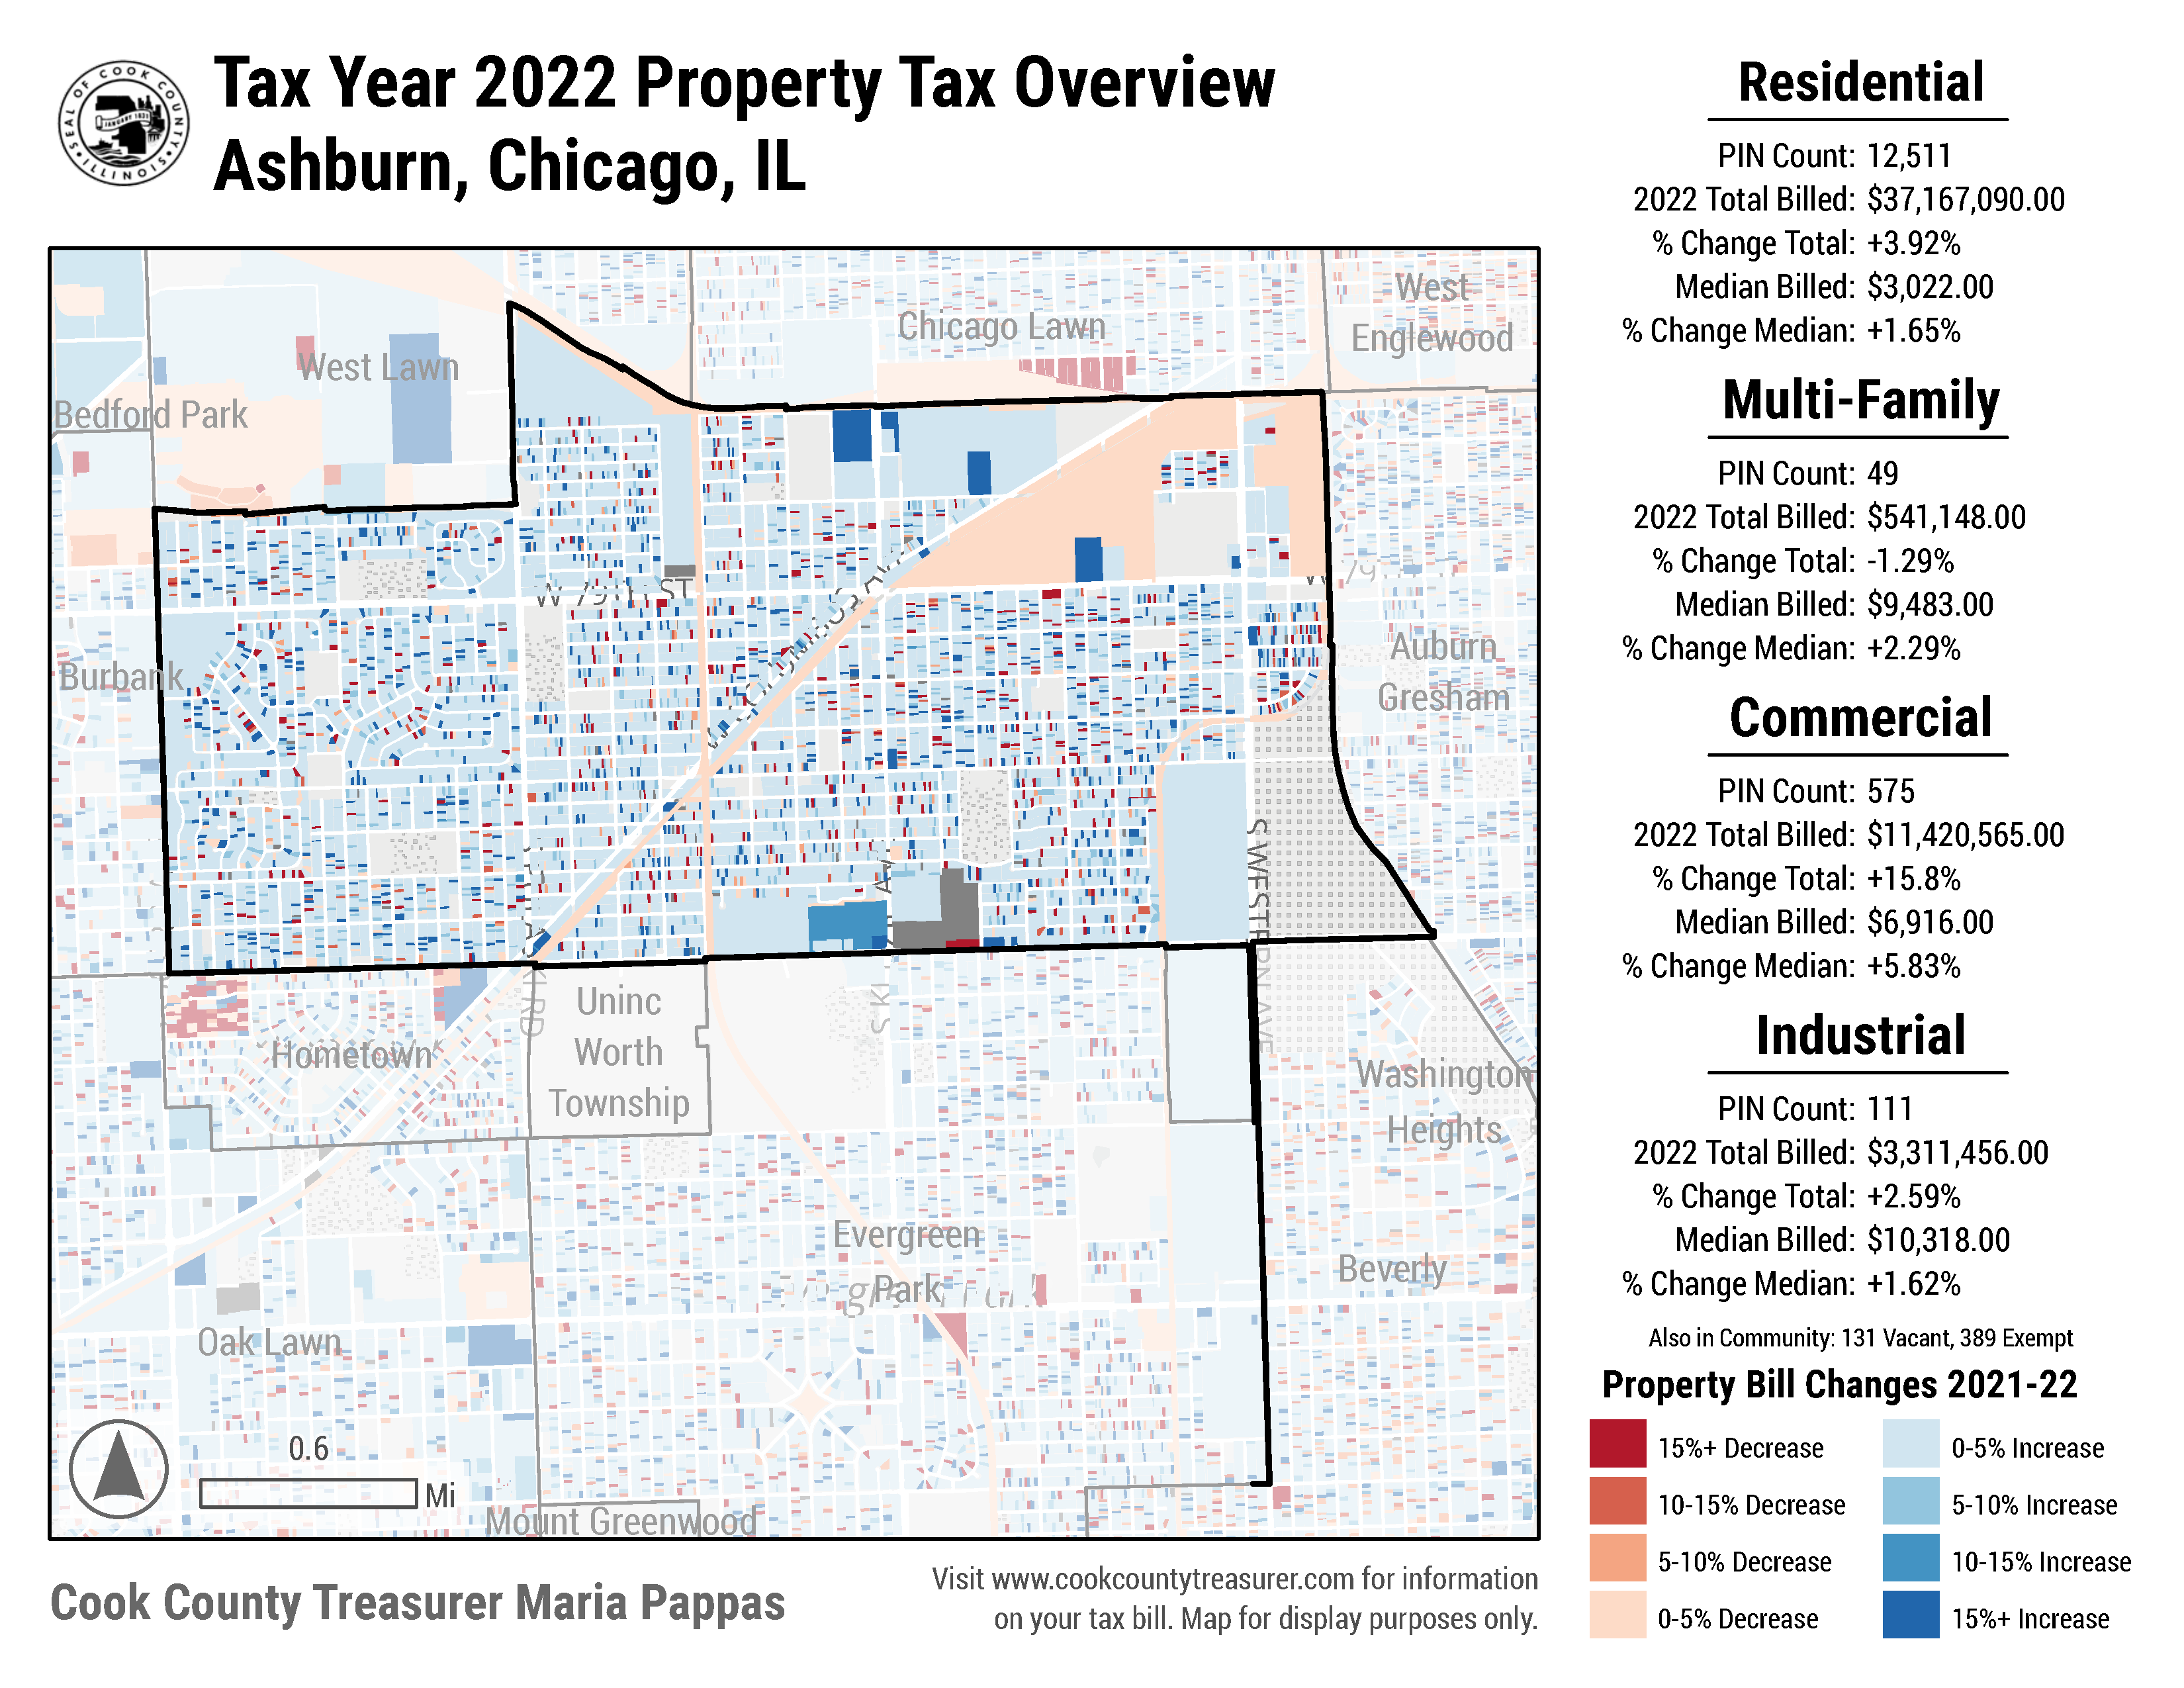 SEAL OF COOK COUNTY
JANUARY 1831
ILLINOIS
Tax Year 2022 Property Tax Overview
Ashburn, Chicago, IL
West Lawn
Chicago Lawn
West
Englewood
Bedford Park
W 79TH ST
Burbank
Auburn
Gresham
Uninc
Worth
Township
Hometown
S WESTERN AVE
Washington
Heights
Evergreen
Park
Beverly
Oak Lawn
Mount Greenwood
0.6
Mi
Cook County Treasurer Maria Pappas
Visit www.cookcountytreasurer.com for information
on your tax bill. Map for display purposes only.
Residential
PIN Count: 12,511
2022 Total Billed: $37,167,090.00
% Change Total: +3.92%
Median Billed: $3,022.00
% Change Median: +1.65%
Multi-Family
PIN Count: 49
2022 Total Billed: $541,148.00
% Change Total: -1.29%
Median Billed: $9,483.00
% Change Median: +2.29%
Commercial
PIN Count: 575
2022 Total Billed: $11,420,565.00
% Change Total: +15.8%
Median Billed: $6,916.00
% Change Median: +5.83%
Industrial
PIN Count: 111
2022 Total Billed: $3,311,456.00
% Change Total: +2.59%
Median Billed: $10,318.00
% Change Median: +1.62%
Also in Community: 131 Vacant, 389 Exempt
Property Bill Changes 2021-22
15%+ Decrease
10-15% Decrease
5-10% Decrease
0-5% Decrease
0-5% Increase
5-10% Increase
10-15% Increase
15%+ Increase